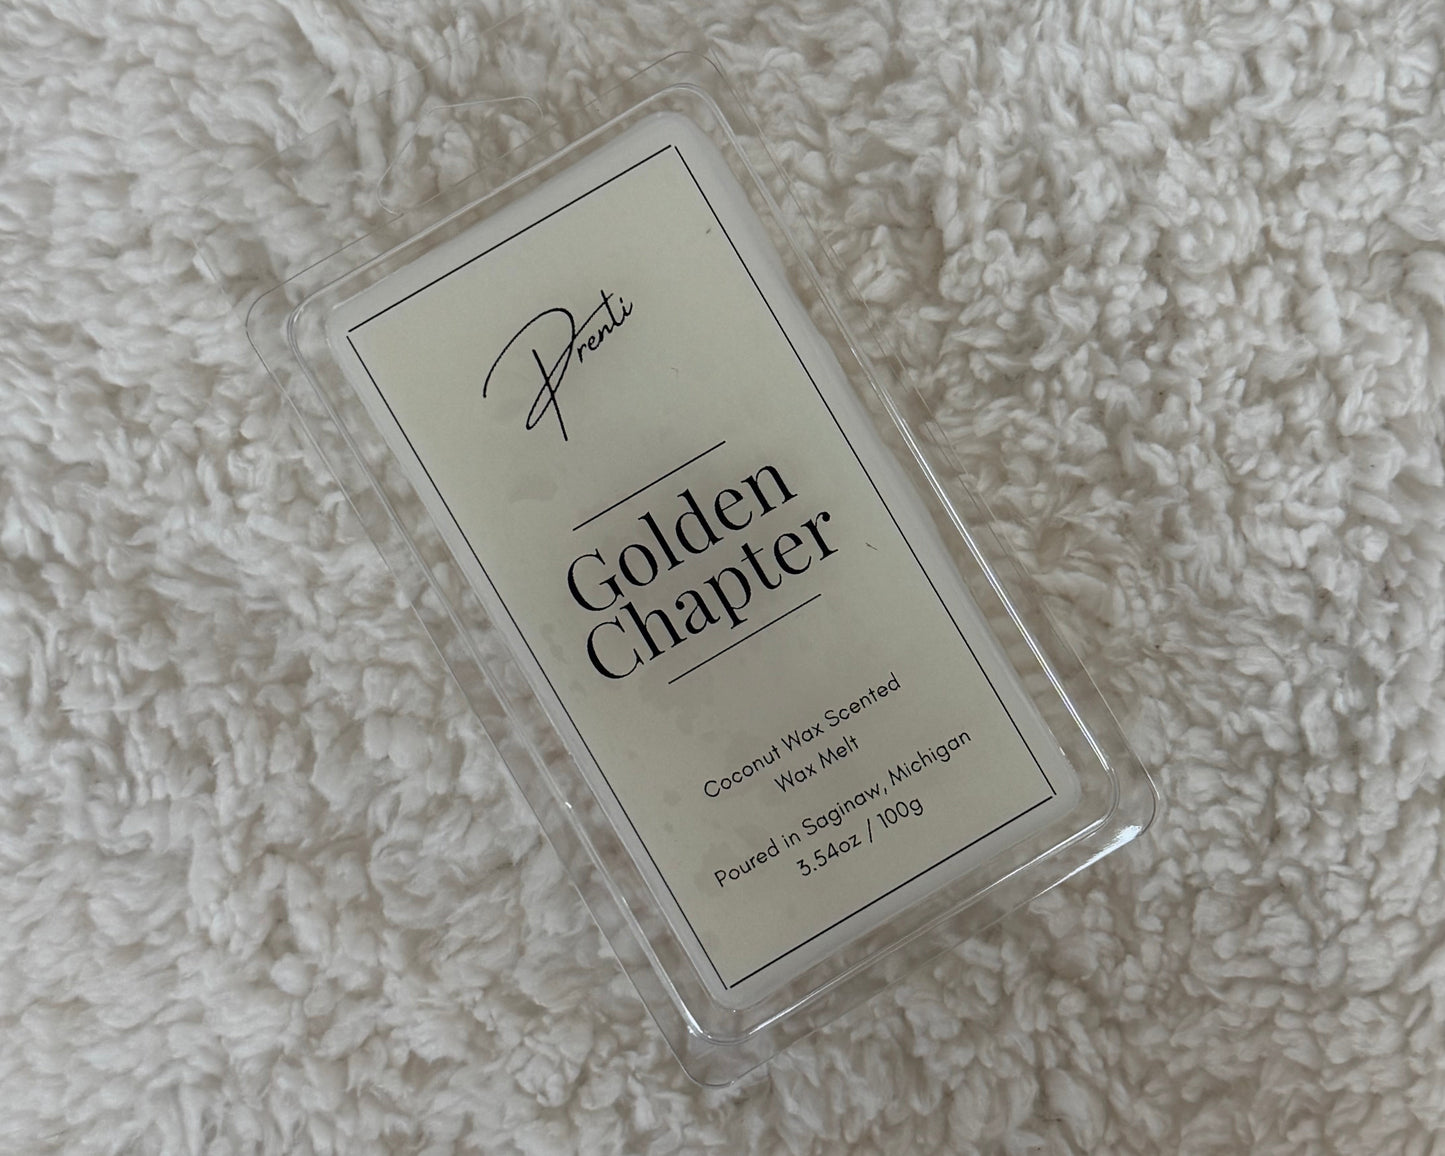 Prenti
Golden
Chapter
Coconut Wax Scented
Wax Melt
Poured in Saginaw, Michigan
3.54oz / 100g